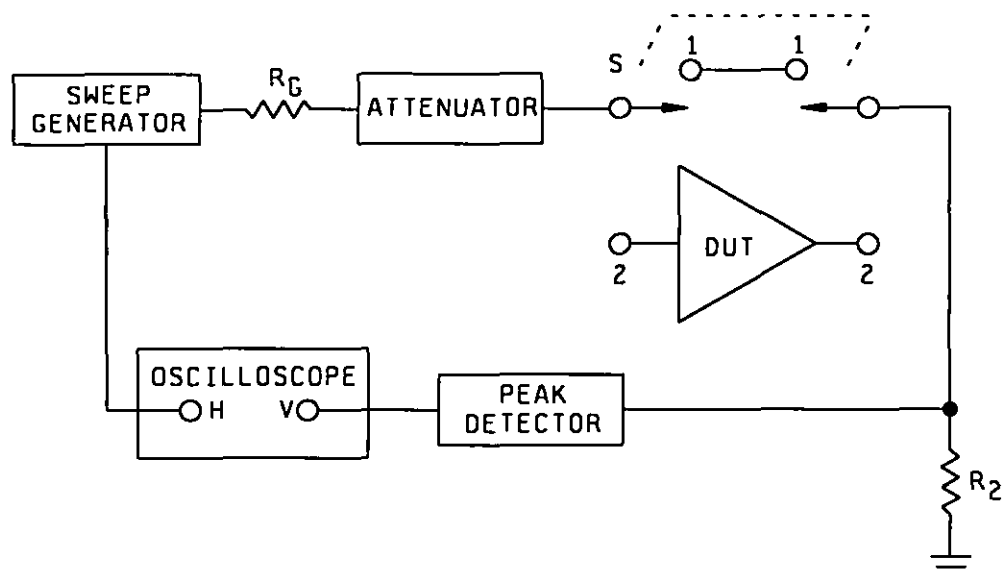 S
1 1
SWEEP
GENERATOR
R_G
ATTENUATOR
DUT
2 2
OSCILLOSCOPE
H V
PEAK
DETECTOR
R_2